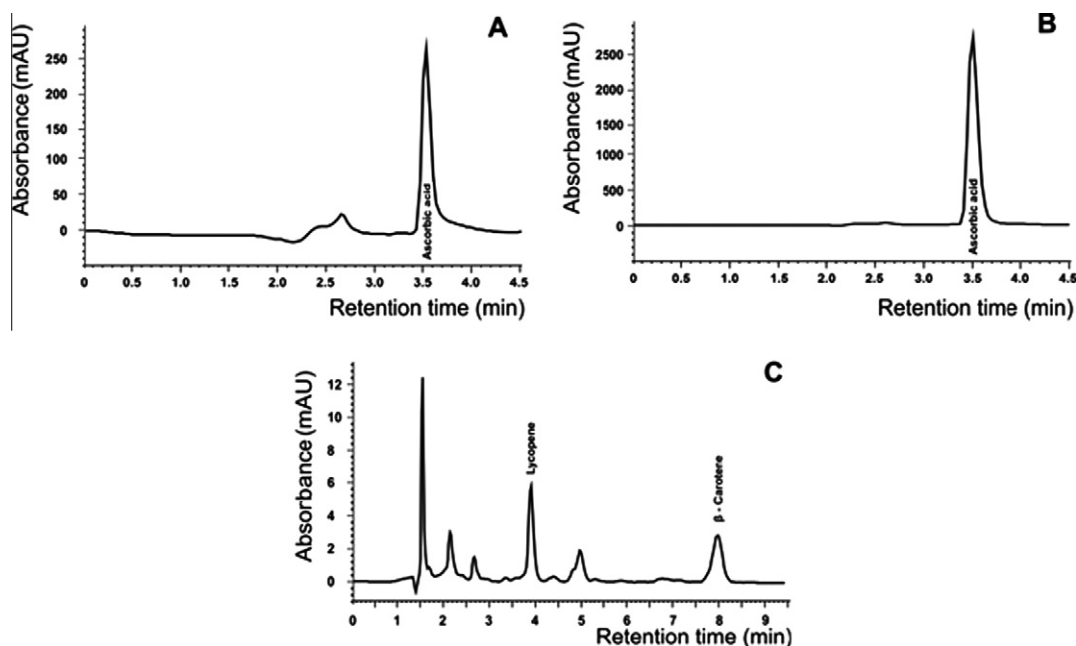 A
Absorbance (mAU)
250
200
150
100
50
0
Ascorbic acid
0 0.5 1.0 1.5 2.0 2.5 3.0 3.5 4.0 4.5
Retention time (min)
B
Absorbance (mAU)
2500
2000
1500
1000
500
0
Ascorbic acid
0 0.5 1.0 1.5 2.0 2.5 3.0 3.5 4.0 4.5
Retention time (min)
C
Absorbance (mAU)
12
10
8
6
4
2
0
Lycopene
β - Carotene
0 1 2 3 4 5 6 7 8 9
Retention time (min)